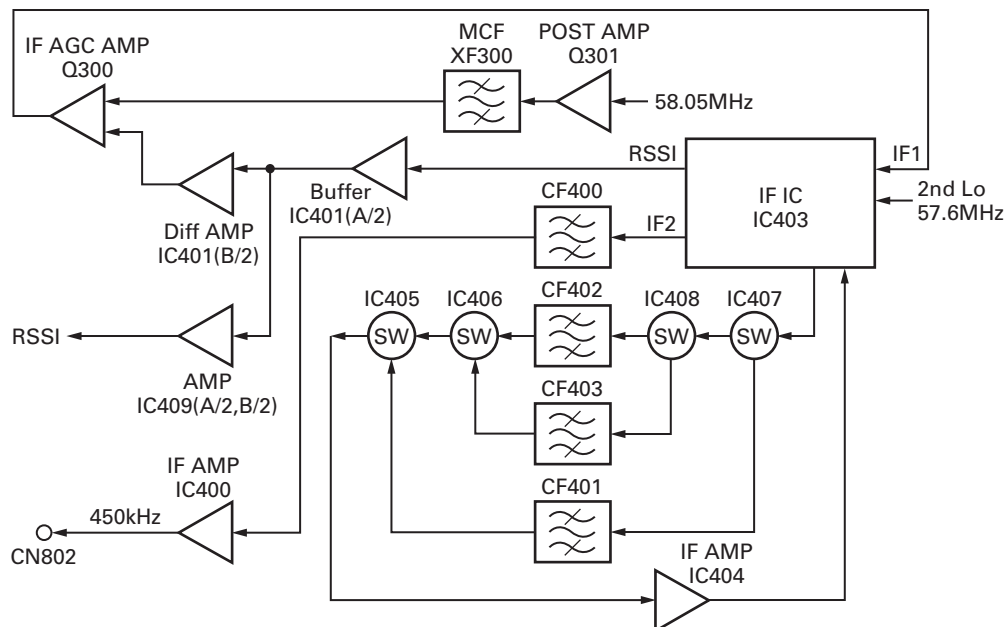 IF AGC AMP
Q300
MCF
XF300
POST AMP
Q301
58.05MHz
RSSI
IF1
Buffer
IC401(A/2)
CF400
IF IC
IC403
2nd Lo
57.6MHz
Diff AMP
IC401(B/2)
IF2
IC405
IC406
CF402
IC408
IC407
SW
SW
SW
SW
RSSI
AMP
IC409(A/2,B/2)
CF403
IF AMP
IC400
CF401
450kHz
CN802
IF AMP
IC404